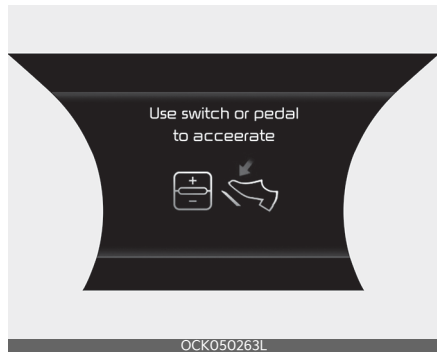 Use switch or pedal
to acceerate
+
−
OCK050263L